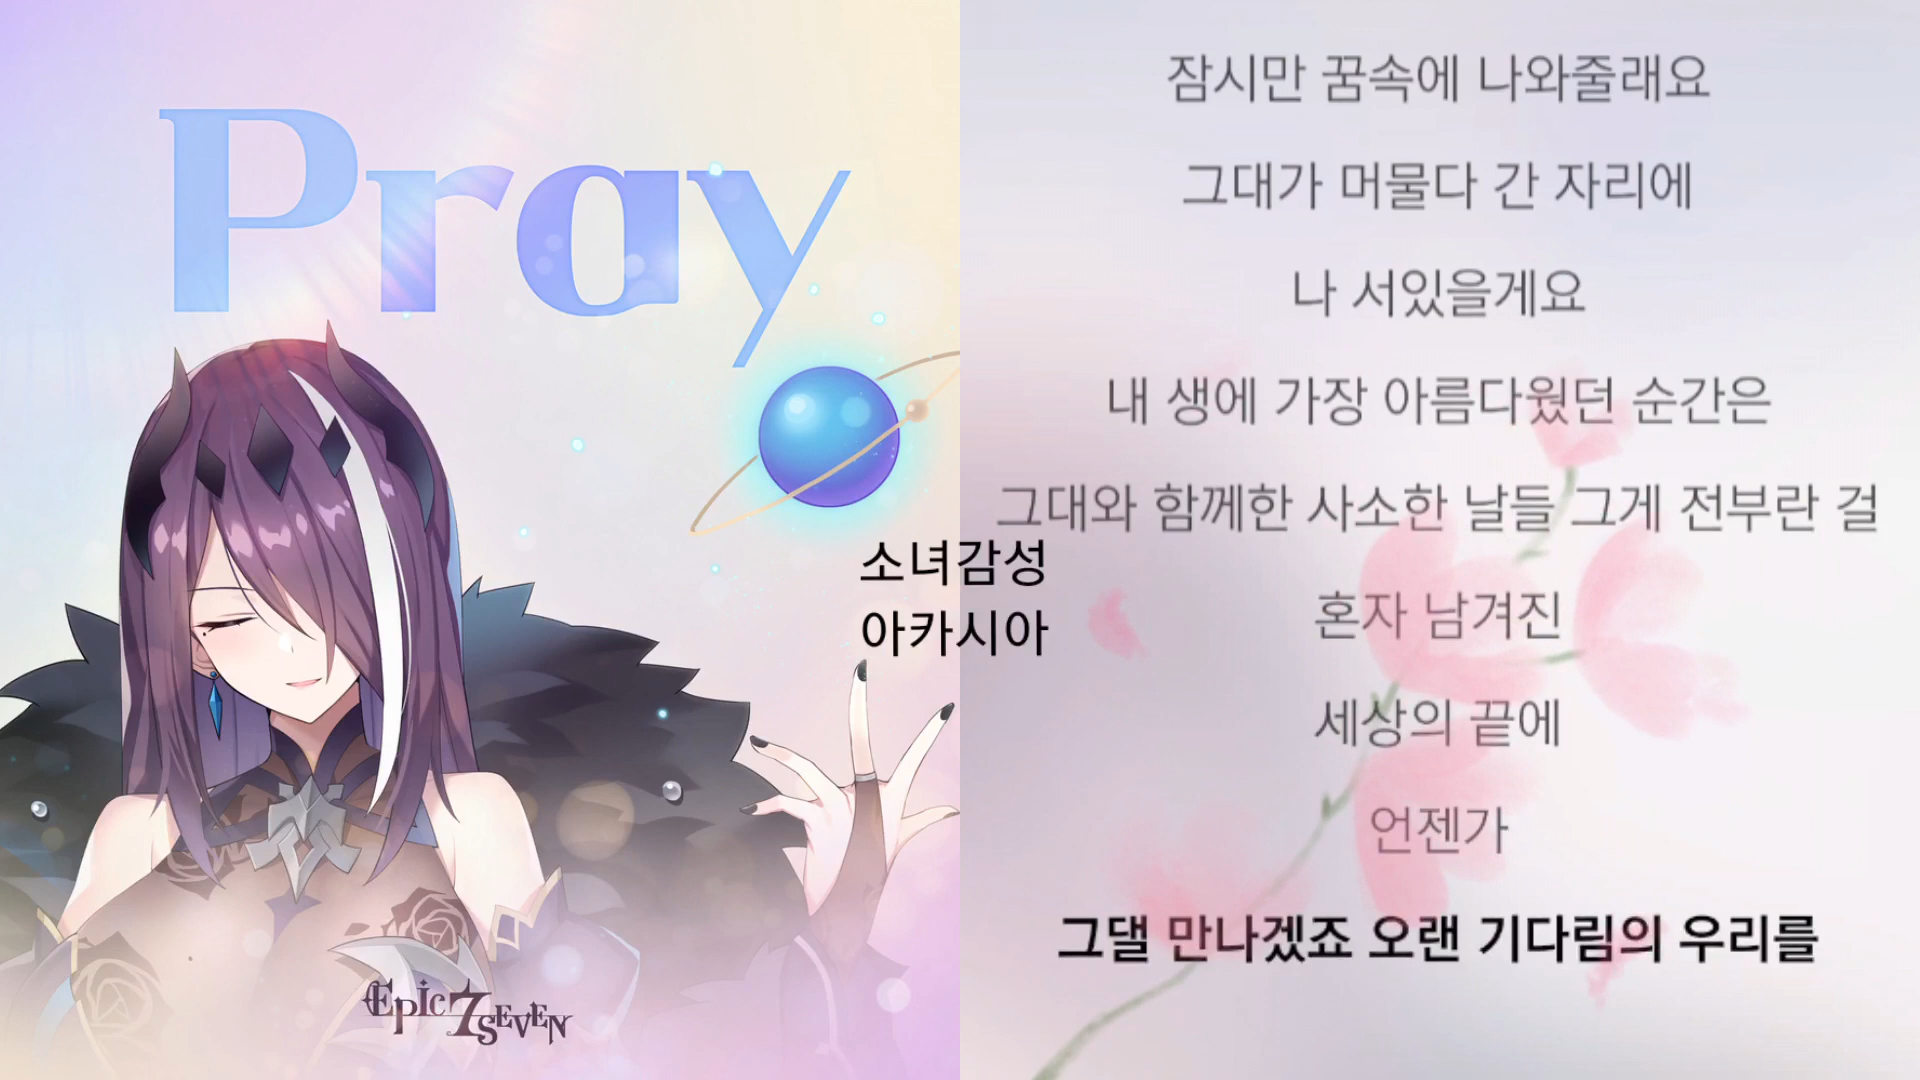 Pray
EPIC 7 SEVEN
소녀감성
아카시아
잠시만 꿈속에 나와줄래요
그대가 머물다 간 자리에
나 서있을게요
내 생에 가장 아름다웠던 순간은
그대와 함께한 사소한 날들 그게 전부란 걸
혼자 남겨진
세상의 끝에
언젠가
그댈 만나겠죠 오랜 기다림의 우리를